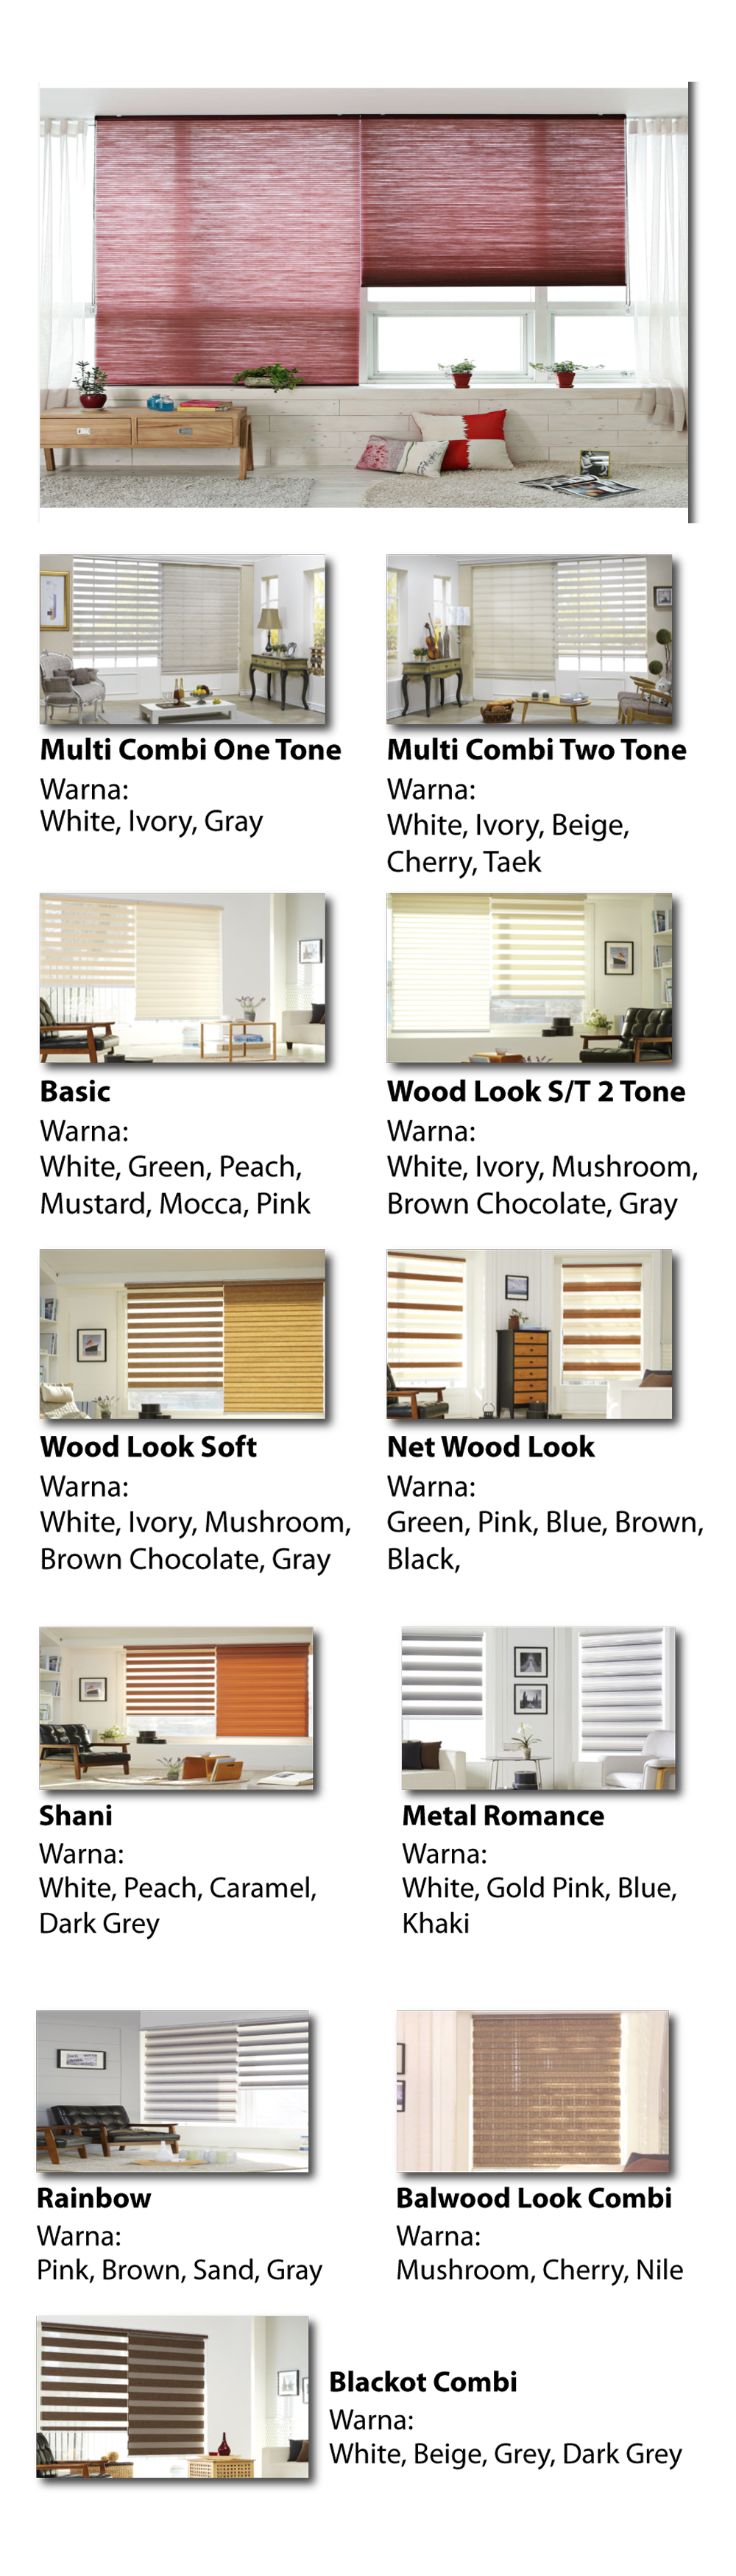 Multi Combi One Tone
Warna:
White, Ivory, Gray
Multi Combi Two Tone
Warna:
White, Ivory, Beige,
Cherry, Taek
Basic
Warna:
White, Green, Peach,
Mustard, Mocca, Pink
Wood Look S/T 2 Tone
Warna:
White, Ivory, Mushroom,
Brown Chocolate, Gray
Wood Look Soft
Warna:
White, Ivory, Mushroom,
Brown Chocolate, Gray
Net Wood Look
Warna:
Green, Pink, Blue, Brown,
Black,
Shani
Warna:
White, Peach, Caramel,
Dark Grey
Metal Romance
Warna:
White, Gold Pink, Blue,
Khaki
Rainbow
Warna:
Pink, Brown, Sand, Gray
Balwood Look Combi
Warna:
Mushroom, Cherry, Nile
Blackot Combi
Warna:
White, Beige, Grey, Dark Grey